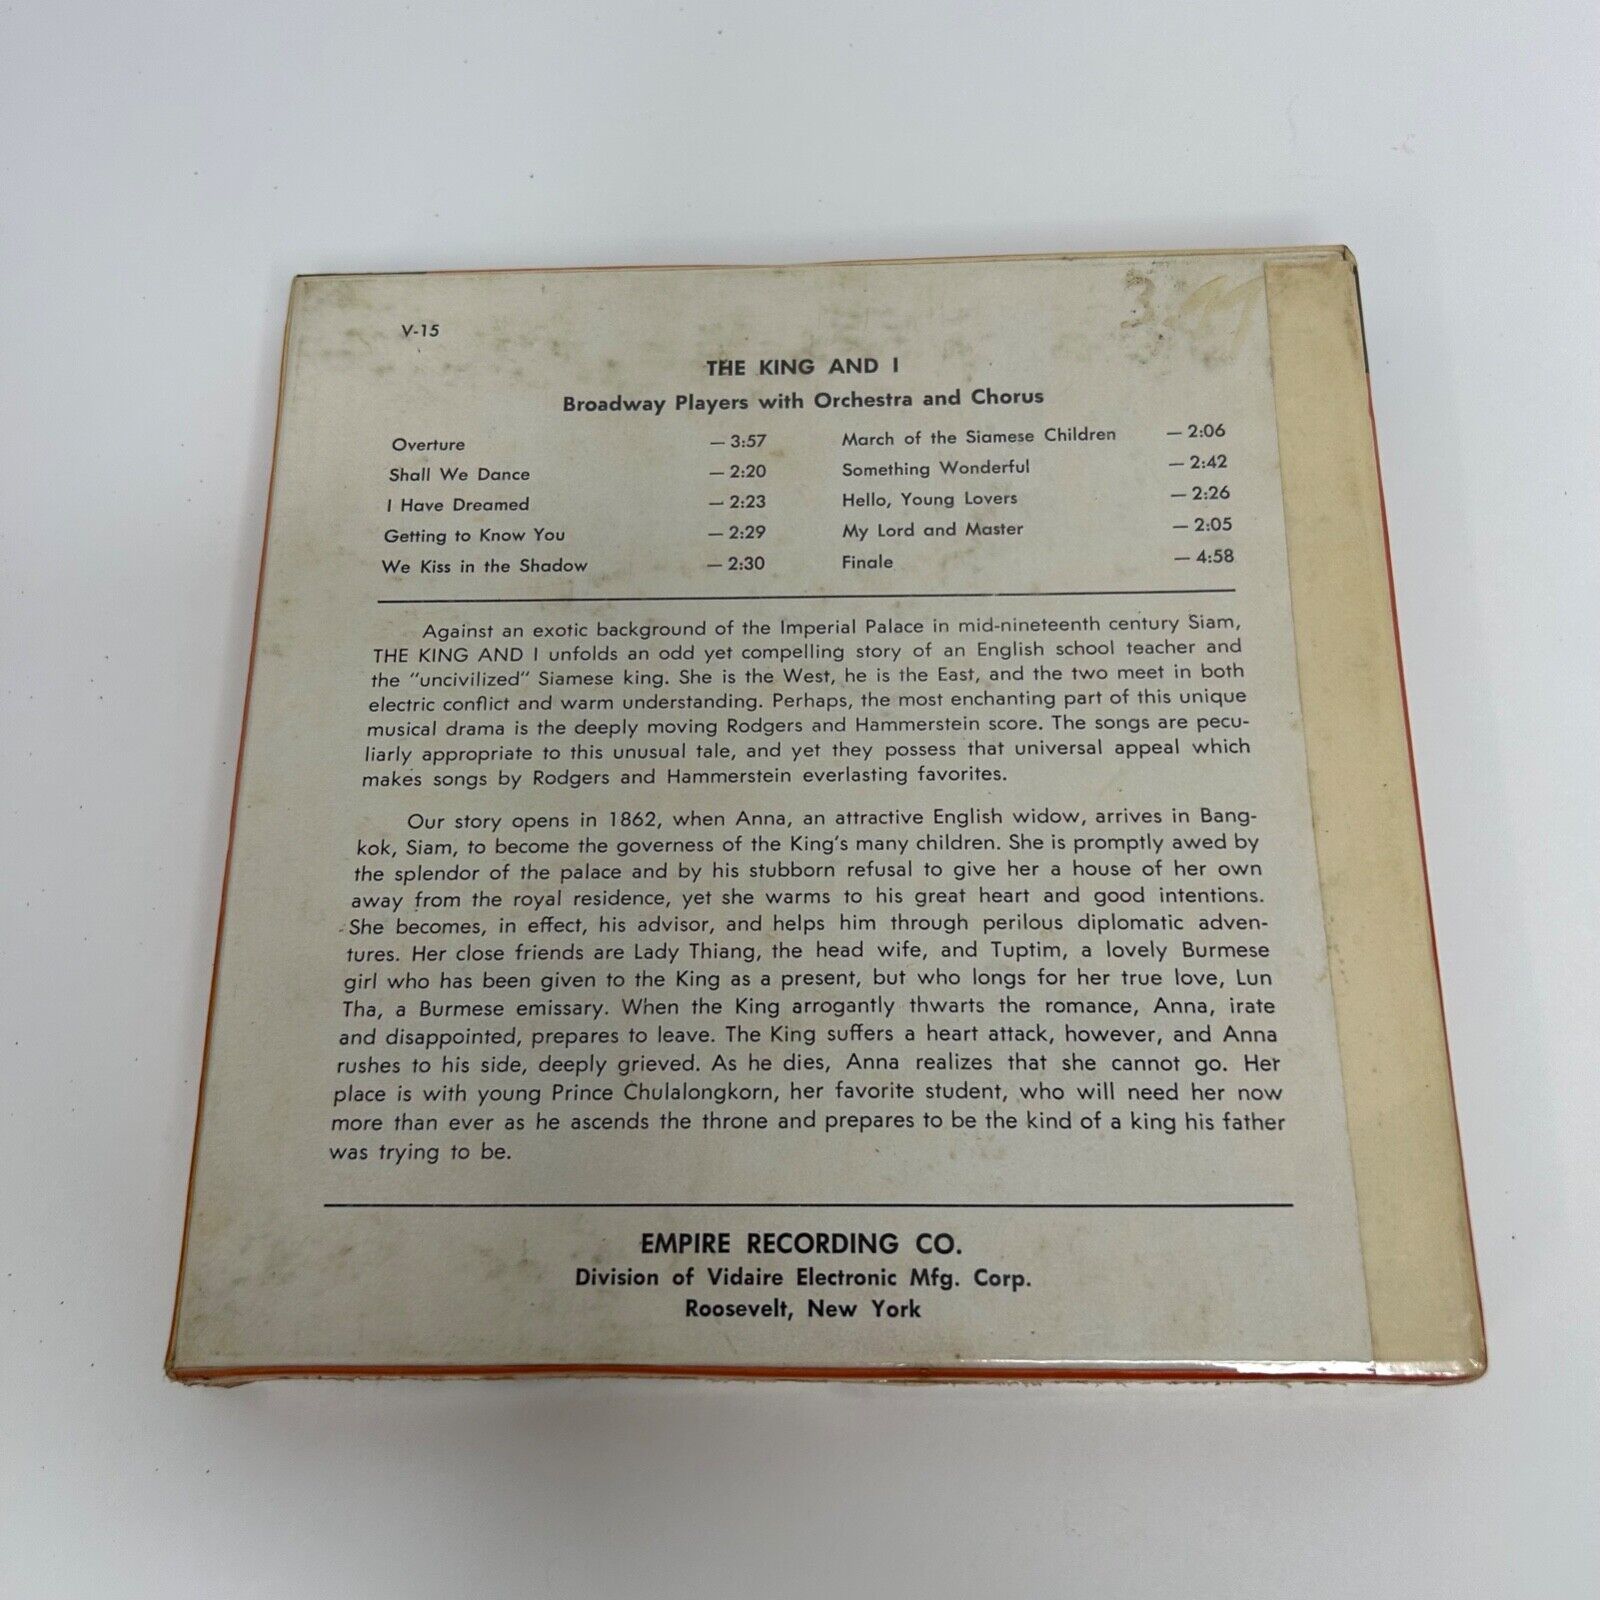 V-15
THE KING AND I
Broadway Players with Orchestra and Chorus
Overture — 3:57
Shall We Dance — 2:20
I Have Dreamed — 2:23
Getting to Know You — 2:29
We Kiss in the Shadow — 2:30
March of the Siamese Children — 2:06
Something Wonderful — 2:42
Hello, Young Lovers — 2:26
My Lord and Master — 2:05
Finale — 4:58
Against an exotic background of the Imperial Palace in mid-nineteenth century Siam,
THE KING AND I unfolds an odd yet compelling story of an English school teacher and
the "uncivilized" Siamese king. She is the West, he is the East, and the two meet in both
electric conflict and warm understanding. Perhaps, the most enchanting part of this unique
musical drama is the deeply moving Rodgers and Hammerstein score. The songs are pecu-
liarly appropriate to this unusual tale, and yet they possess that universal appeal which
makes songs by Rodgers and Hammerstein everlasting favorites.
Our story opens in 1862, when Anna, an attractive English widow, arrives in Bang-
kok, Siam, to become the governess of the King's many children. She is promptly awed by
the splendor of the palace and by his stubborn refusal to give her a house of her own
away from the royal residence, yet she warms to his great heart and good intentions.
She becomes, in effect, his advisor, and helps him through perilous diplomatic adven-
tures. Her close friends are Lady Thiang, the head wife, and Tuptim, a lovely Burmese
girl who has been given to the King as a present, but who longs for her true love, Lun
Tha, a Burmese emissary. When the King arrogantly thwarts the romance, Anna, irate
and disappointed, prepares to leave. The King suffers a heart attack, however, and Anna
rushes to his side, deeply grieved. As he dies, Anna realizes that she cannot go. Her
place is with young Prince Chulalongkorn, her favorite student, who will need her now
more than ever as he ascends the throne and prepares to be the kind of a king his father
was trying to be.
EMPIRE RECORDING CO.
Division of Vidaire Electronic Mfg. Corp.
Roosevelt, New York